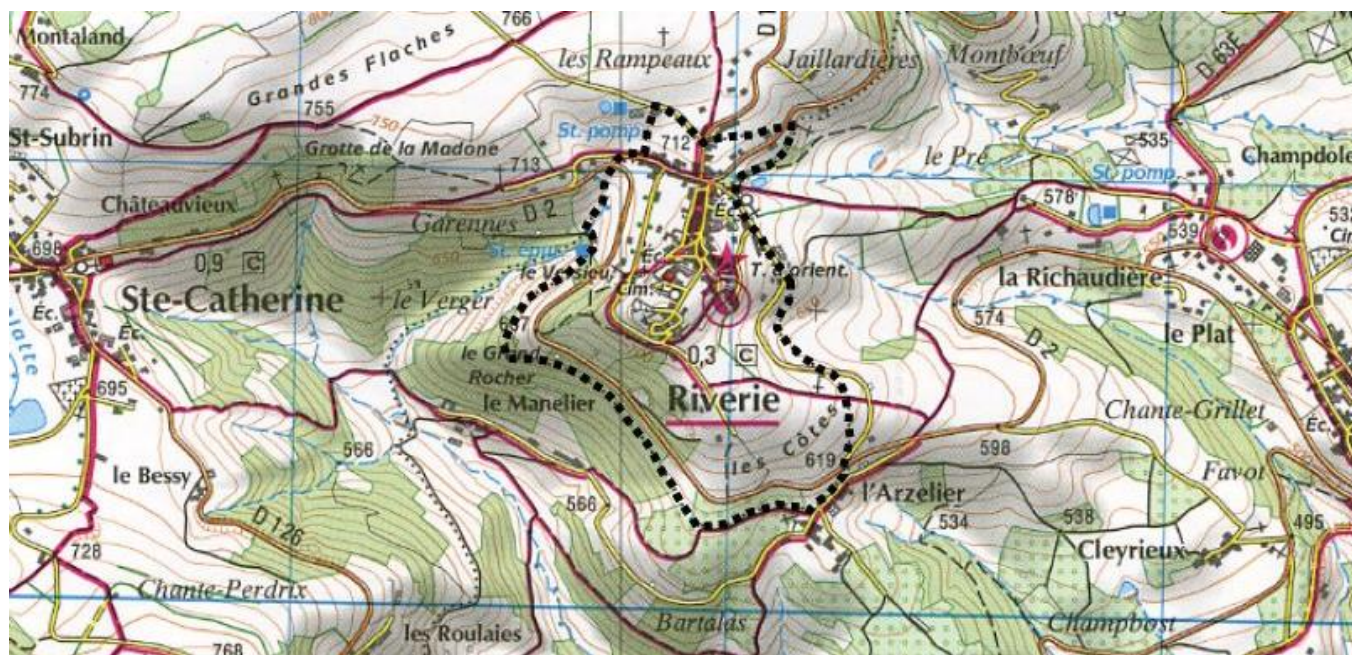 Montaland
766
les Rampeaux
Jaillardières
Montbœuf
D 63E
Grandes Flaches
774
755
750
St. pomp.
712
St-Subrin
Grotte de la Madone
713
le Pré
535
Champdole
St. pomp.
578
Châteauvieux
Garennes
D 2
Éc.
539
698
St. épur.
0,9
C
650
Éc.
T. d'orient.
la Richaudière
Ste-Catherine
le Verger
Cim.
574
Éc.
Éc.
le Plat
D 2
0,3
C
le Grand
Rocher
695
le Manelier
Riverie
Chante-Grillet
Éc.
les Côtes
566
619
598
le Bessy
Favot
l'Arzelier
566
534
538
495
D 126
728
Cleyrieux
Chante-Perdrix
Bartalas
Champbost
les Roulaies
768